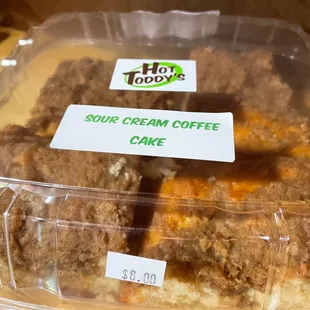 HOT
TODDY'S
SOUR CREAM COFFEE
CAKE
$8.00